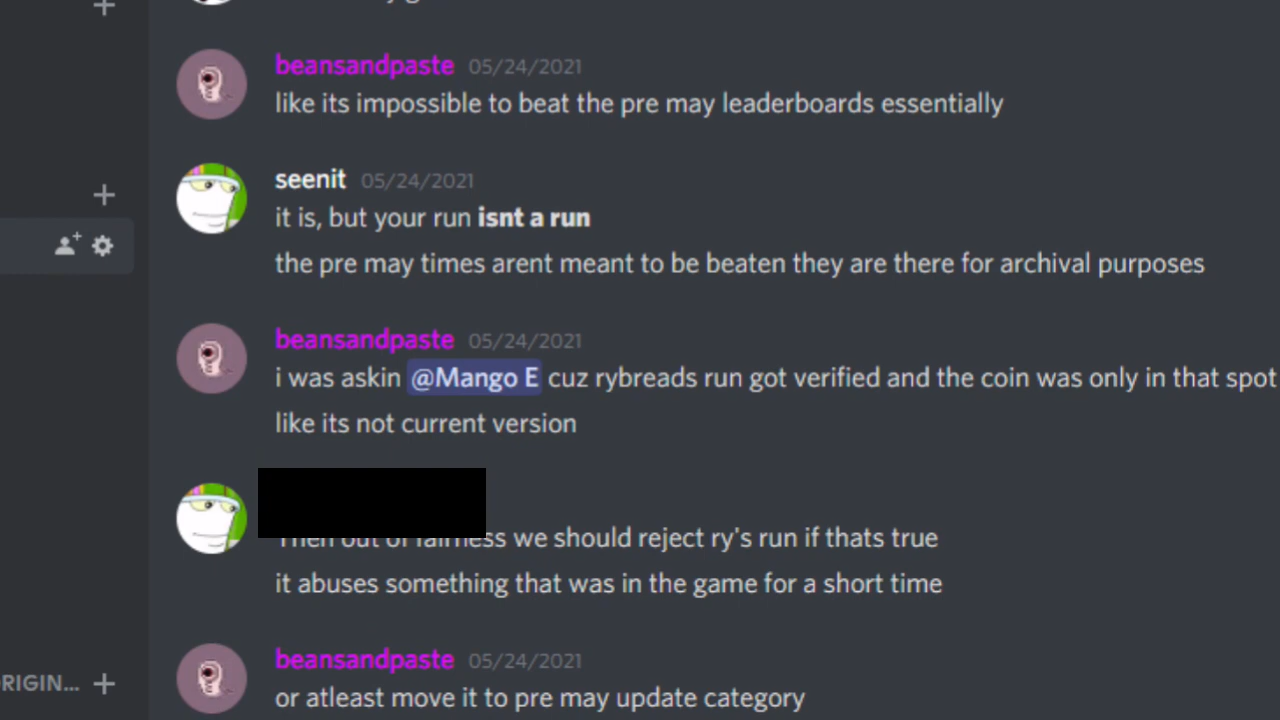 beansandpaste 05/24/2021
like its impossible to beat the pre may leaderboards essentially
seenit 05/24/2021
it is, but your run isnt a run
the pre may times arent meant to be beaten they are there for archival purposes
beansandpaste 05/24/2021
i was askin @Mango E cuz rybreads run got verified and the coin was only in that spot
like its not current version
Then out of fairness we should reject ry's run if thats true
it abuses something that was in the game for a short time
beansandpaste 05/24/2021
RIGIN...
or atleast move it to pre may update category